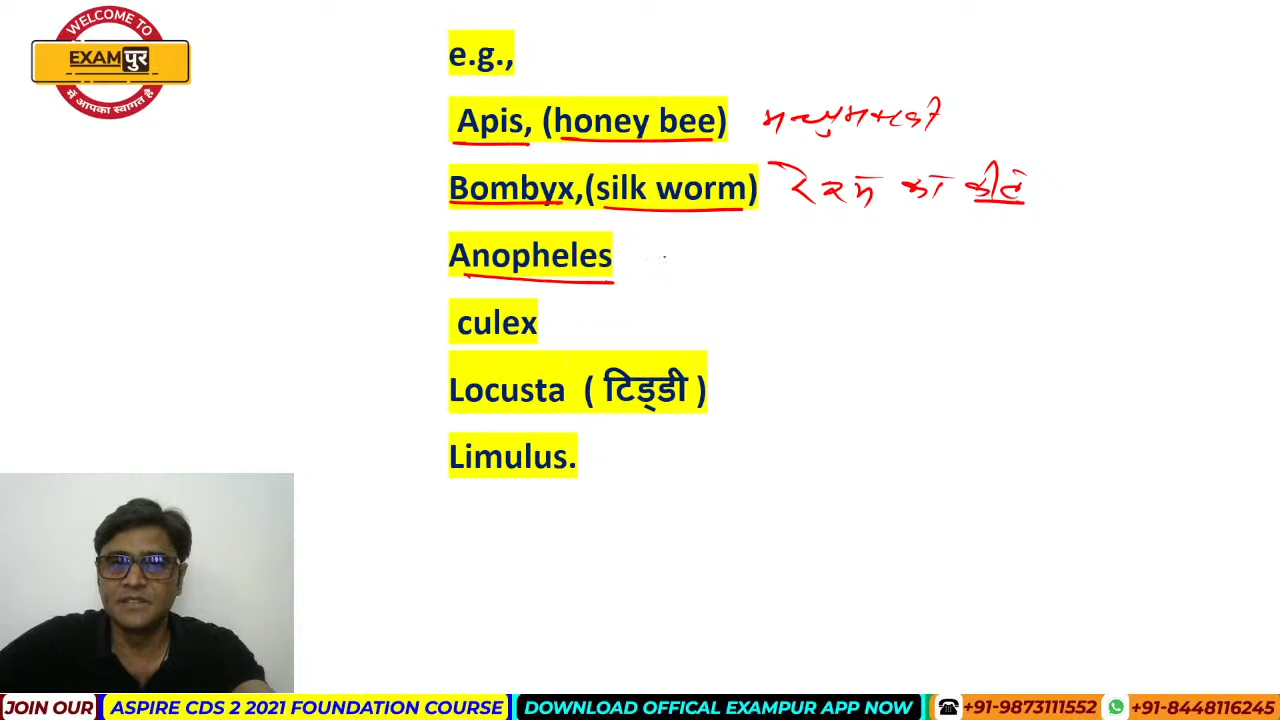 WELCOME TO
EXAMपुर
में आपका स्वागत है
e.g.,
Apis, (honey bee) मधुमक्खी
Bombyx,(silk worm) रेशम का
Anopheles
culex
Locusta ( टिड्डी )
Limulus.
JOIN OUR ASPIRE CDS 2 2021 FOUNDATION COURSE DOWNLOAD OFFICAL EXAMPUR APP NOW +91-9873111552 +91-8448116245